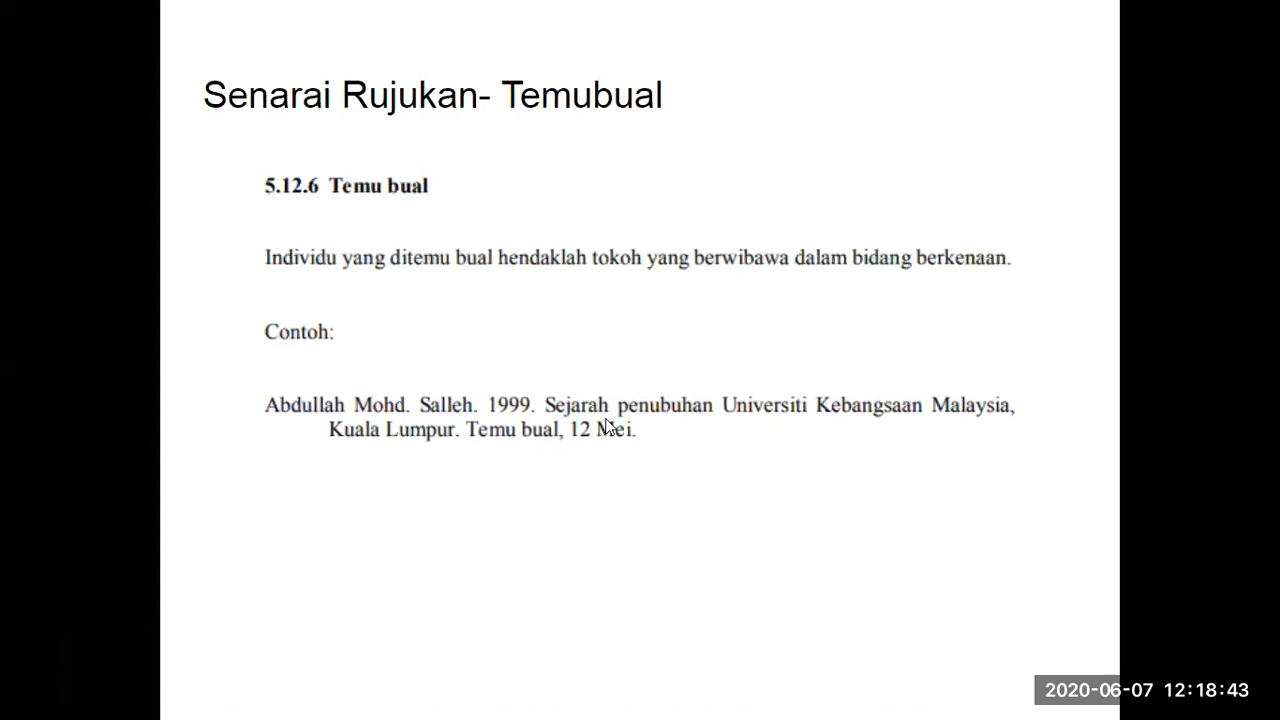 Senarai Rujukan- Temubual
5.12.6 Temu bual
Individu yang ditemu bual hendaklah tokoh yang berwibawa dalam bidang berkenaan.
Contoh:
Abdullah Mohd. Salleh. 1999. Sejarah penubuhan Universiti Kebangsaan Malaysia,
Kuala Lumpur. Temu bual, 12 Mei.
2020-06-07 12:18:43